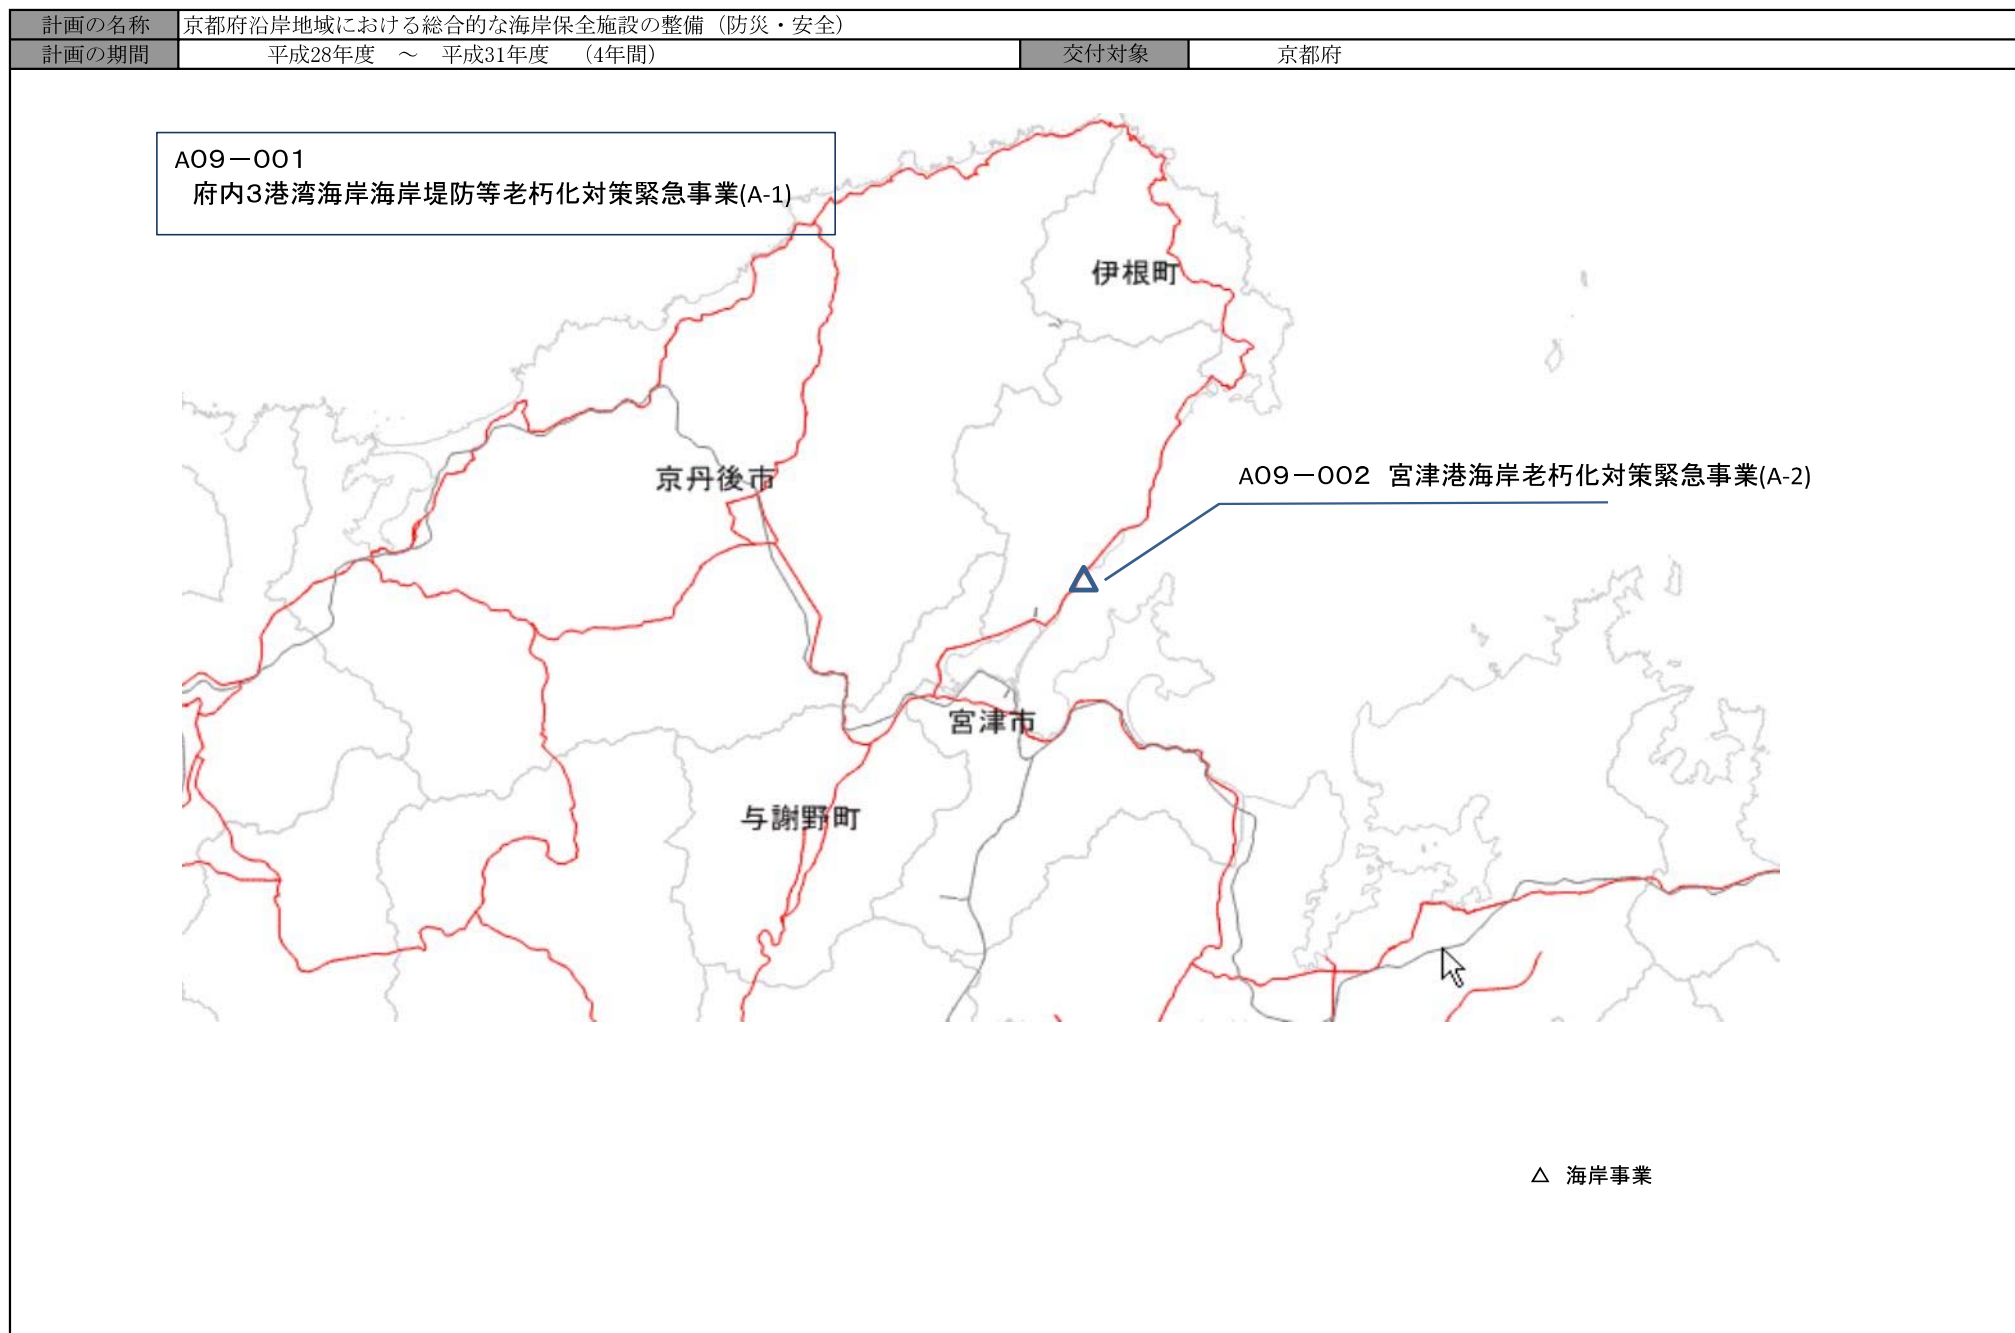 計画の名称 京都府沿岸地域における総合的な海岸保全施設の整備（防災・安全）
計画の期間 平成28年度 ～ 平成31年度 （4年間） 交付対象 京都府
A０９－００１
府内３港湾海岸海岸堤防等老朽化対策緊急事業(A-1)
伊根町
京丹後市
A０９－００２ 宮津港海岸老朽化対策緊急事業(A-2)
宮津市
与謝野町
△ 海岸事業